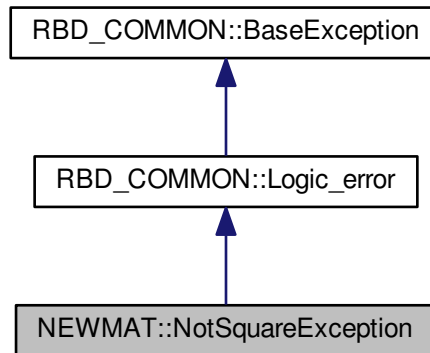 RBD_COMMON::BaseException
RBD_COMMON::Logic_error
NEWMAT::NotSquareException